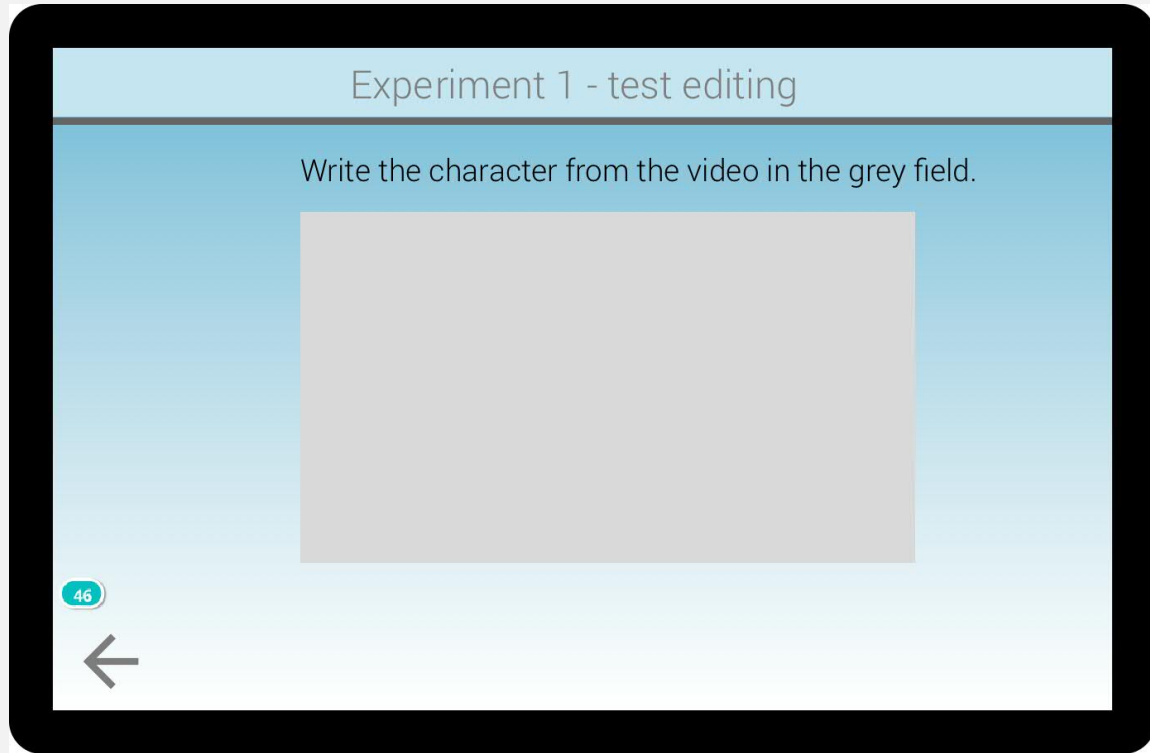 Experiment 1 - test editing
Write the character from the video in the grey field.
46